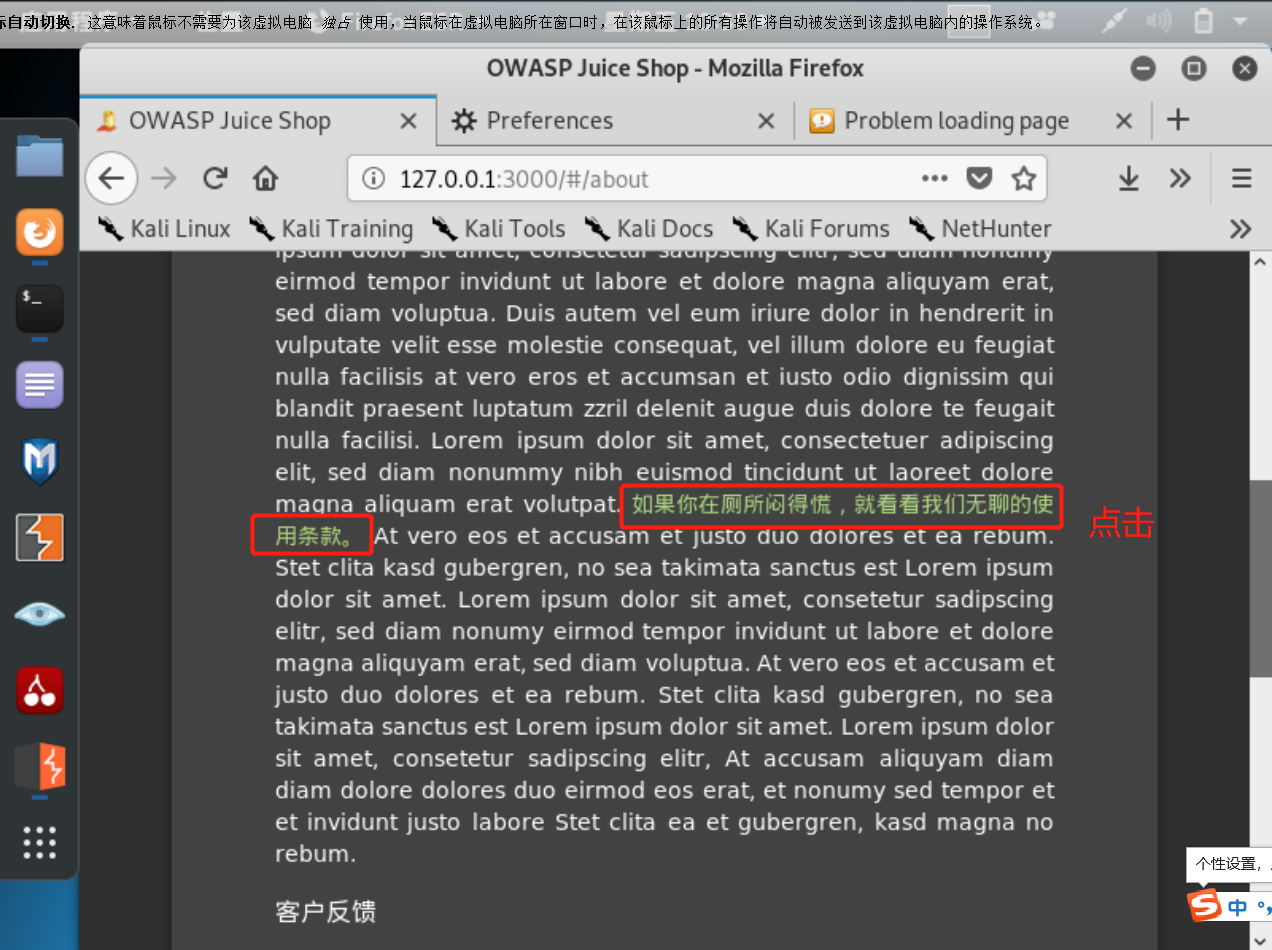 标自动切换. 这意味着鼠标不需要为该虚拟电脑 独占 使用，当鼠标在虚拟电脑所在窗口时，在该鼠标上的所有操作将自动被发送到该虚拟电脑内的操作系统。
OWASP Juice Shop - Mozilla Firefox
OWASP Juice Shop
Preferences
Problem loading page
127.0.0.1:3000/#/about
Kali Linux Kali Training Kali Tools Kali Docs Kali Forums NetHunter
ipsum dolor sit amet, consetetur sadipscing elitr, sed diam nonumy
eirmod tempor invidunt ut labore et dolore magna aliquyam erat,
sed diam voluptua. Duis autem vel eum iriure dolor in hendrerit in
vulputate velit esse molestie consequat, vel illum dolore eu feugiat
nulla facilisis at vero eros et accumsan et iusto odio dignissim qui
blandit praesent luptatum zzril delenit augue duis dolore te feugait
nulla facilisi. Lorem ipsum dolor sit amet, consectetuer adipiscing
elit, sed diam nonummy nibh euismod tincidunt ut laoreet dolore
magna aliquam erat volutpat. 如果你在厕所闷得慌，就看看我们无聊的使
用条款。 At vero eos et accusam et justo duo dolores et ea rebum.
点击
Stet clita kasd gubergren, no sea takimata sanctus est Lorem ipsum
dolor sit amet. Lorem ipsum dolor sit amet, consetetur sadipscing
elitr, sed diam nonumy eirmod tempor invidunt ut labore et dolore
magna aliquyam erat, sed diam voluptua. At vero eos et accusam et
justo duo dolores et ea rebum. Stet clita kasd gubergren, no sea
takimata sanctus est Lorem ipsum dolor sit amet. Lorem ipsum dolor
sit amet, consetetur sadipscing elitr, At accusam aliquyam diam
diam dolore dolores duo eirmod eos erat, et nonumy sed tempor et
et invidunt justo labore Stet clita ea et gubergren, kasd magna no
rebum.
客户反馈
个性设置，
S 中 °，